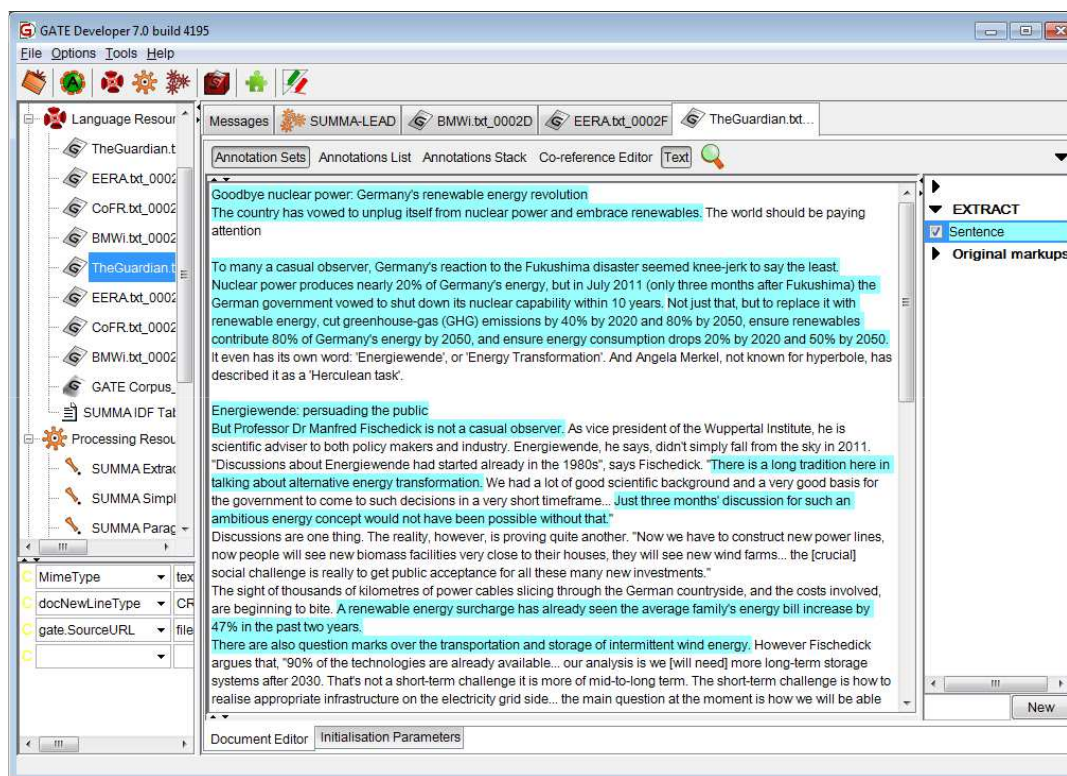 GATE Developer 7.0 build 4195
File Options Tools Help
Language Resour
TheGuardian.t
EERA.txt_0002
CoFR.txt_0002
BMWi.txt_0002
TheGuardian.t
EERA.txt_0002
CoFR.txt_0002
BMWi.txt_0002
GATE Corpus_
SUMMA IDF Tab
Processing Resou
SUMMA Extrac
SUMMA Simpl
SUMMA Parag
C MimeType tex
C docNewLineType CR
C gate.SourceURL file
C
Messages SUMMA-LEAD BMWi.txt_0002D EERA.txt_0002F TheGuardian.txt...
Annotation Sets Annotations List Annotations Stack Co-reference Editor Text
Goodbye nuclear power: Germany's renewable energy revolution
The country has vowed to unplug itself from nuclear power and embrace renewables. The world should be paying
attention
To many a casual observer, Germany's reaction to the Fukushima disaster seemed knee-jerk to say the least.
Nuclear power produces nearly 20% of Germany's energy, but in July 2011 (only three months after Fukushima) the
German government vowed to shut down its nuclear capability within 10 years. Not just that, but to replace it with
renewable energy, cut greenhouse-gas (GHG) emissions by 40% by 2020 and 80% by 2050, ensure renewables
contribute 80% of Germany's energy by 2050, and ensure energy consumption drops 20% by 2020 and 50% by 2050.
It even has its own word: 'Energiewende', or 'Energy Transformation'. And Angela Merkel, not known for hyperbole, has
described it as a 'Herculean task'.
Energiewende: persuading the public
But Professor Dr Manfred Fischedick is not a casual observer. As vice president of the Wuppertal Institute, he is
scientific adviser to both policy makers and industry. Energiewende, he says, didn't simply fall from the sky in 2011.
"Discussions about Energiewende had started already in the 1980s", says Fischedick. "There is a long tradition here in
talking about alternative energy transformation. We had a lot of good scientific background and a very good basis for
the government to come to such decisions in a very short timeframe... Just three months' discussion for such an
ambitious energy concept would not have been possible without that."
Discussions are one thing. The reality, however, is proving quite another. "Now we have to construct new power lines,
now people will see new biomass facilities very close to their houses, they will see new wind farms... the [crucial]
social challenge is really to get public acceptance for all these many new investments."
The sight of thousands of kilometres of power cables slicing through the German countryside, and the costs involved,
are beginning to bite. A renewable energy surcharge has already seen the average family's energy bill increase by
47% in the past two years.
There are also question marks over the transportation and storage of intermittent wind energy. However Fischedick
argues that, "90% of the technologies are already available... our analysis is we [will need] more long-term storage
systems after 2030. That's not a short-term challenge it is more of mid-to-long term. The short-term challenge is how to
realise appropriate infrastructure on the electricity grid side... the main question at the moment is how we will be able
EXTRACT
Sentence
Original markups
New
Document Editor Initialisation Parameters